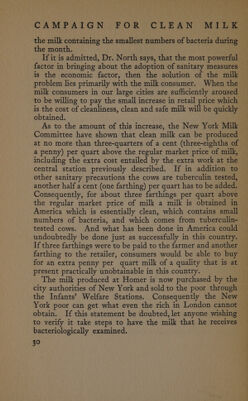 CAMPAIGN FOR CLEAN MILK
the milk containing the smallest numbers of bacteria during
the month.
If it is admitted, Dr. North says, that the most powerful
factor in bringing about the adoption of sanitary measures
is the economic factor, then the solution of the milk
problem lies primarily with the milk consumer. When the
milk consumers in our large cities are sufficiently aroused
to be willing to pay the small increase in retail price which
is the cost of cleanliness, clean and safe milk will be quickly
obtained.
As to the amount of this increase, the New York Milk
Committee have shown that clean milk can be produced
at no more than three-quarters of a cent (three-eighths of
a penny) per quart above the regular market price of milk,
including the extra cost entailed by the extra work at the
central station previously described. If in addition to
other sanitary precautions the cows are tuberculin tested,
another half a cent (one farthing) per quart has to be added.
Consequently, for about three farthings per quart above
the regular market price of milk a milk is obtained in
America which is essentially clean, which contains small
numbers of bacteria, and which comes from tuberculin-
tested cows. And what has been done in America could
undoubtedly be done just as successfully in this country.
If three farthings were to be paid to the farmer and another
farthing to the retailer, consumers would be able to buy
for an extra penny per quart milk of a quality that is at
present practically unobtainable in this country.
The milk produced at Homer is now purchased by the
city authorities of New York and sold to the poor through
the Infants' Welfare Stations. Consequently the New
York poor can get what even the rich in London cannot
obtain. If this statement be doubted, let anyone wishing
to verify it take steps to have the milk that he receives
bacteriologically examined.
30